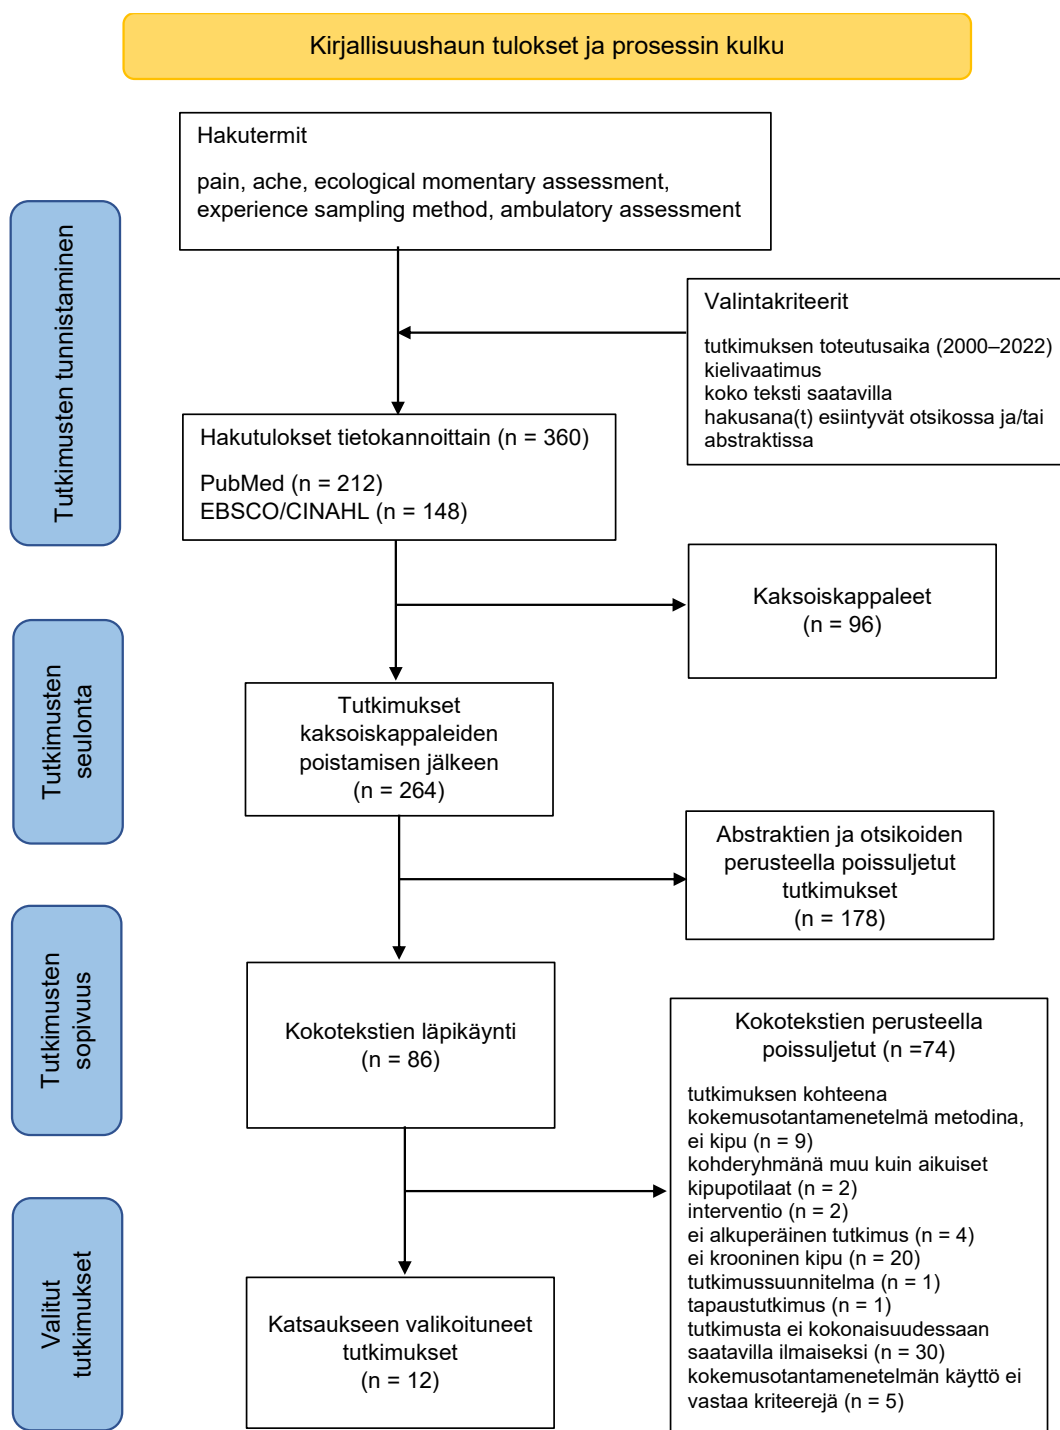 Kirjallisuushaun tulokset ja prosessin kulku
Hakutermit
pain, ache, ecological momentary assessment,
experience sampling method, ambulatory assessment
Tutkimusten tunnistaminen
Valintakriteerit
tutkimuksen toteutusaika (2000–2022)
kielivaatimus
koko teksti saatavilla
hakusana(t) esiintyvät otsikossa ja/tai
abstraktissa
Hakutulokset tietokannoittain (n = 360)
PubMed (n = 212)
EBSCO/CINAHL (n = 148)
Kaksoiskappaleet
(n = 96)
Tutkimusten
seulonta
Tutkimukset
kaksoiskappaleiden
poistamisen jälkeen
(n = 264)
Abstraktien ja otsikoiden
perusteella poissuljetut
tutkimukset
(n = 178)
Tutkimusten
sopivuus
Kokotekstien läpikäynti
(n = 86)
Kokotekstien perusteella
poissuljetut (n =74)
tutkimuksen kohteena
kokemusotantamenetelmä metodina,
ei kipu (n = 9)
kohderyhmänä muu kuin aikuiset
kipupotilaat (n = 2)
interventio (n = 2)
ei alkuperäinen tutkimus (n = 4)
ei krooninen kipu (n = 20)
tutkimussuunnitelma (n = 1)
tapaustutkimus (n = 1)
tutkimusta ei kokonaisuudessaan
saatavilla ilmaiseksi (n = 30)
kokemusotantamenetelmän käyttö ei
vastaa kriteerejä (n = 5)
Valitut
tutkimukset
Katsaukseen valikoituneet
tutkimukset
(n = 12)